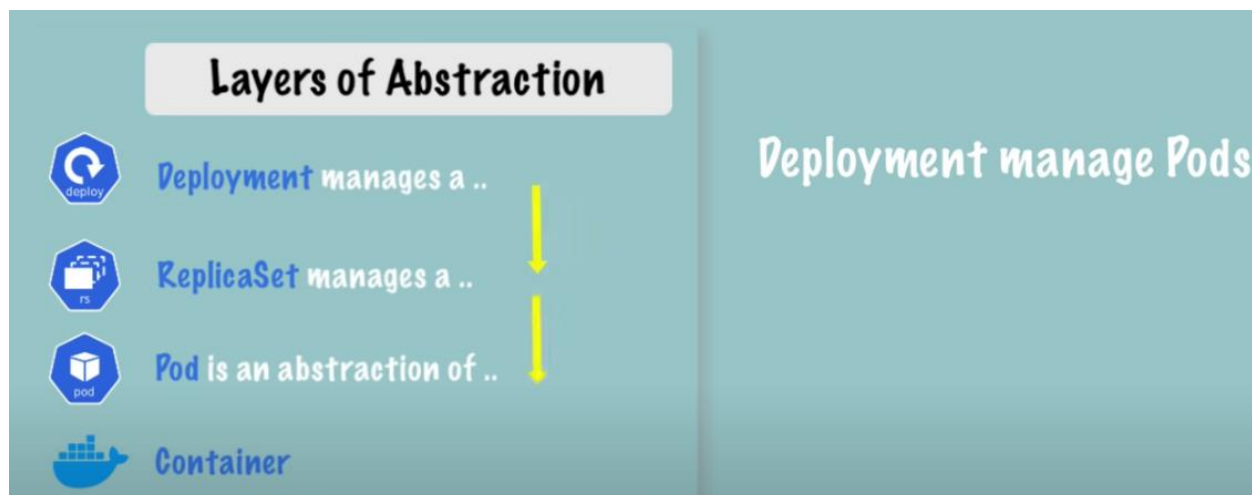 Layers of Abstraction
deploy
Deployment manages a ..
rs
ReplicaSet manages a ..
pod
Pod is an abstraction of ..
Container
Deployment manage Pods